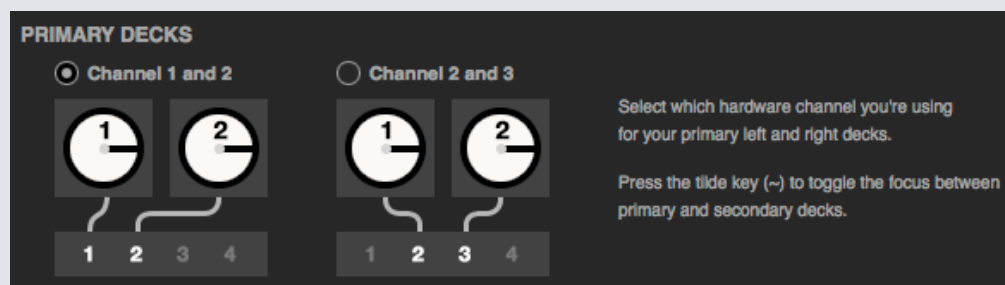 PRIMARY DECKS
Channel 1 and 2
1 2
1 2 3 4
Channel 2 and 3
1 2
1 2 3 4
Select which hardware channel you're using
for your primary left and right decks.
Press the tilde key (~) to toggle the focus between
primary and secondary decks.